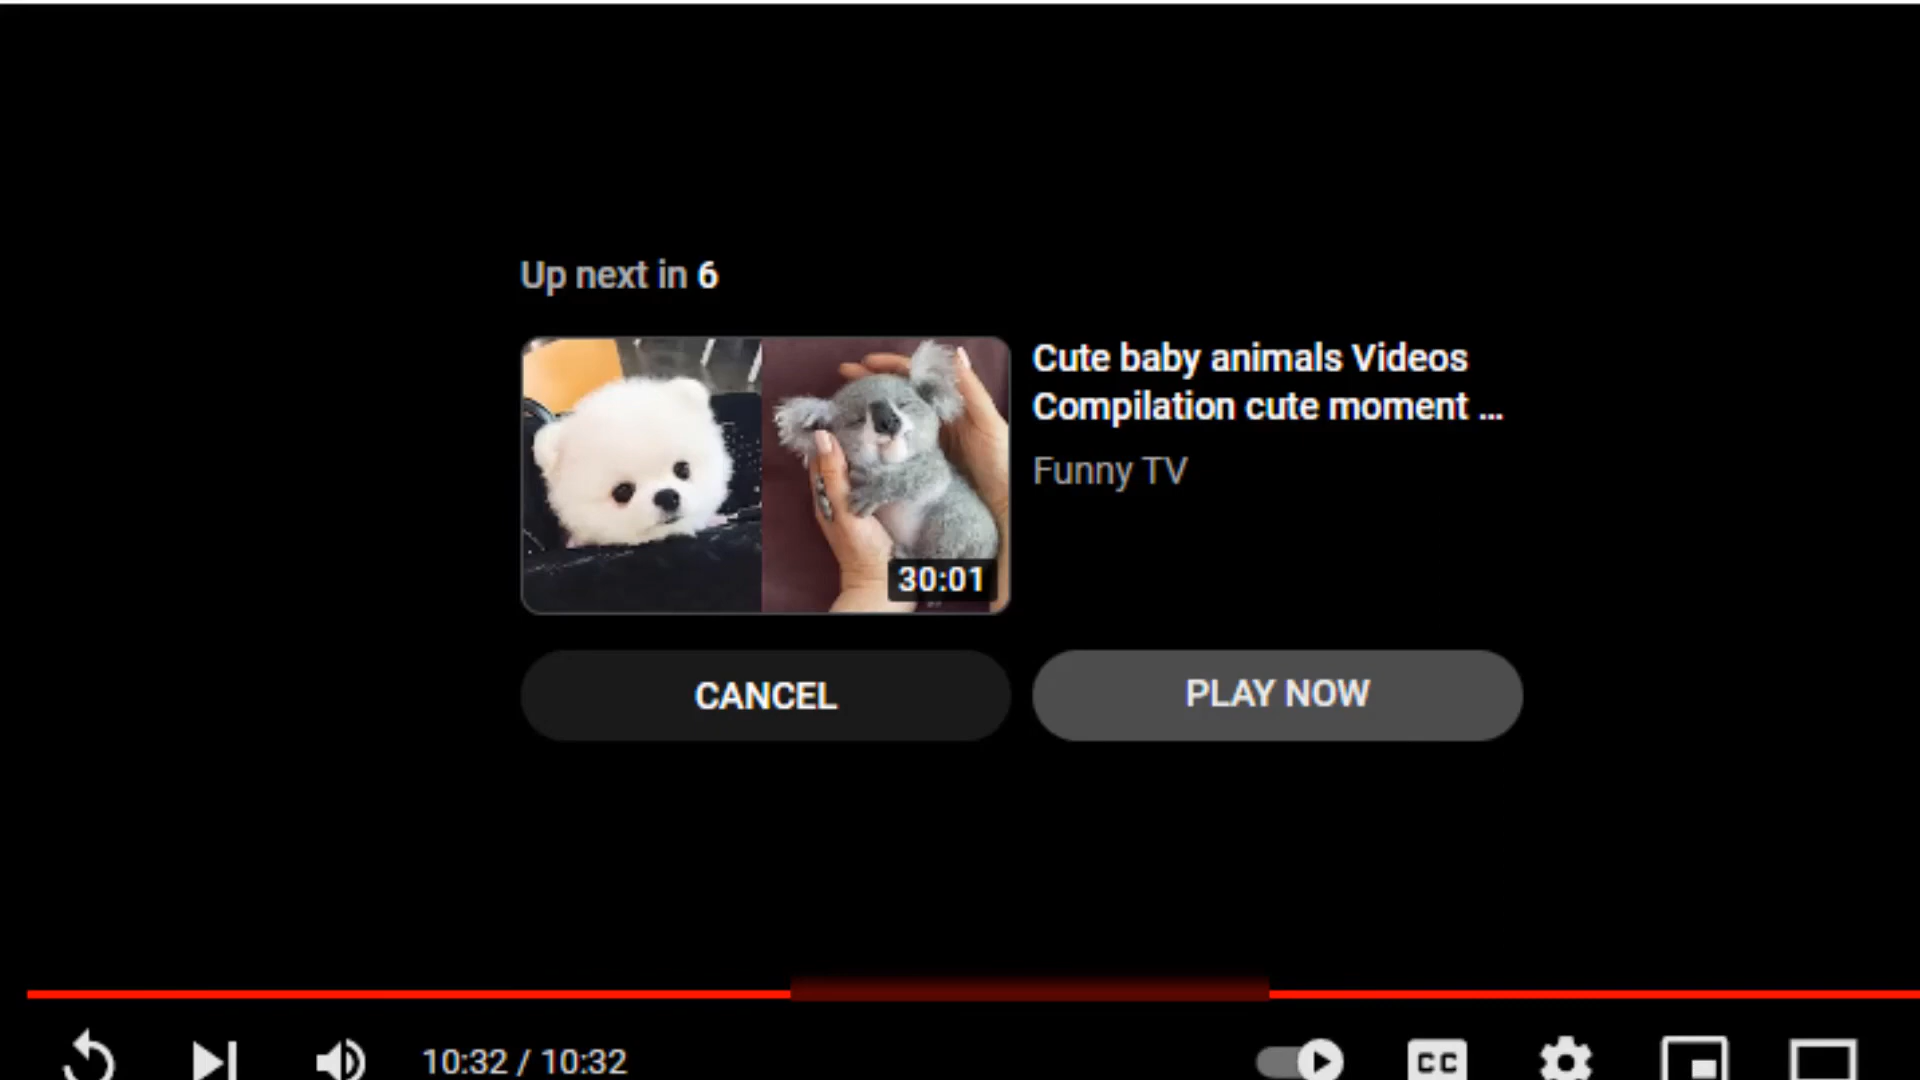 Up next in 6
Cute baby animals Videos
Compilation cute moment ...
Funny TV
30:01
CANCEL
PLAY NOW
10:32 / 10:32
CC